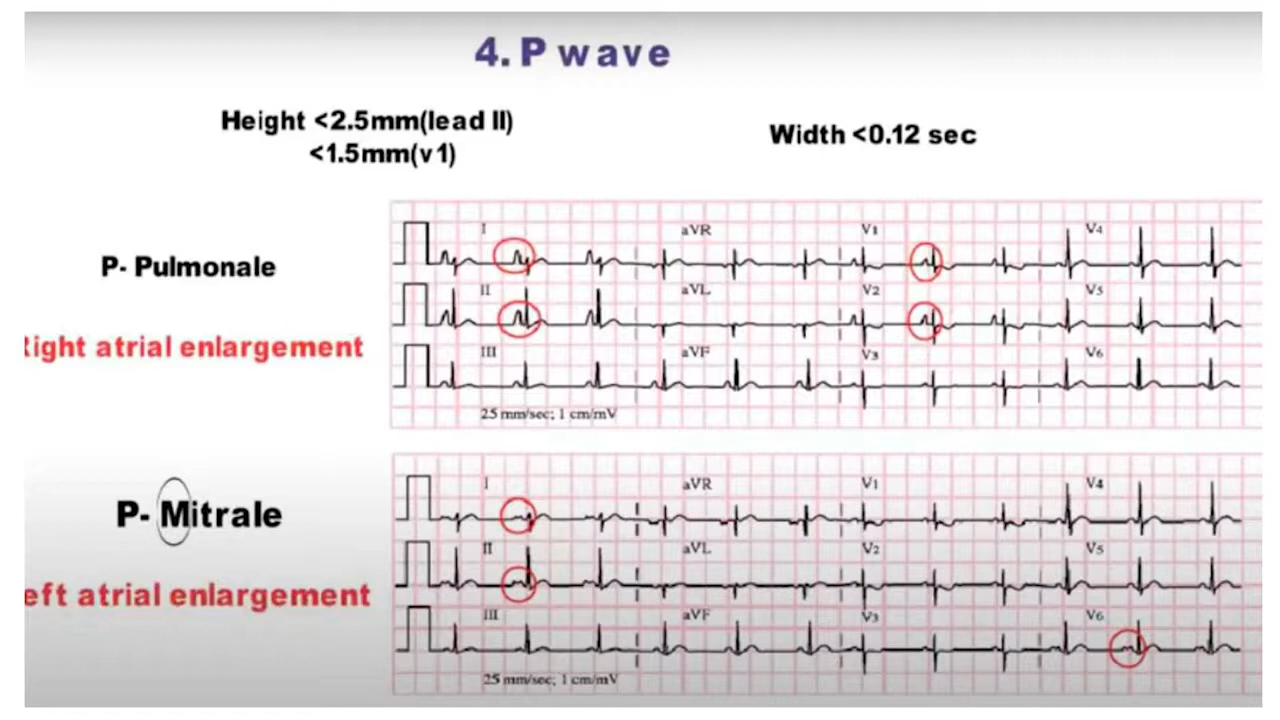 4. P wave
Height <2.5mm(lead II)
<1.5mm(v1)
Width <0.12 sec
P- Pulmonale
ight atrial enlargement
I aVR V1 V4
II aVL V2 V5
III aVF V3 V6
25 mm/sec; 1 cm/mV
P- Mitrale
eft atrial enlargement
I aVR V1 V4
II aVL V2 V5
III aVF V3 V6
25 mm/sec; 1 cm/mV